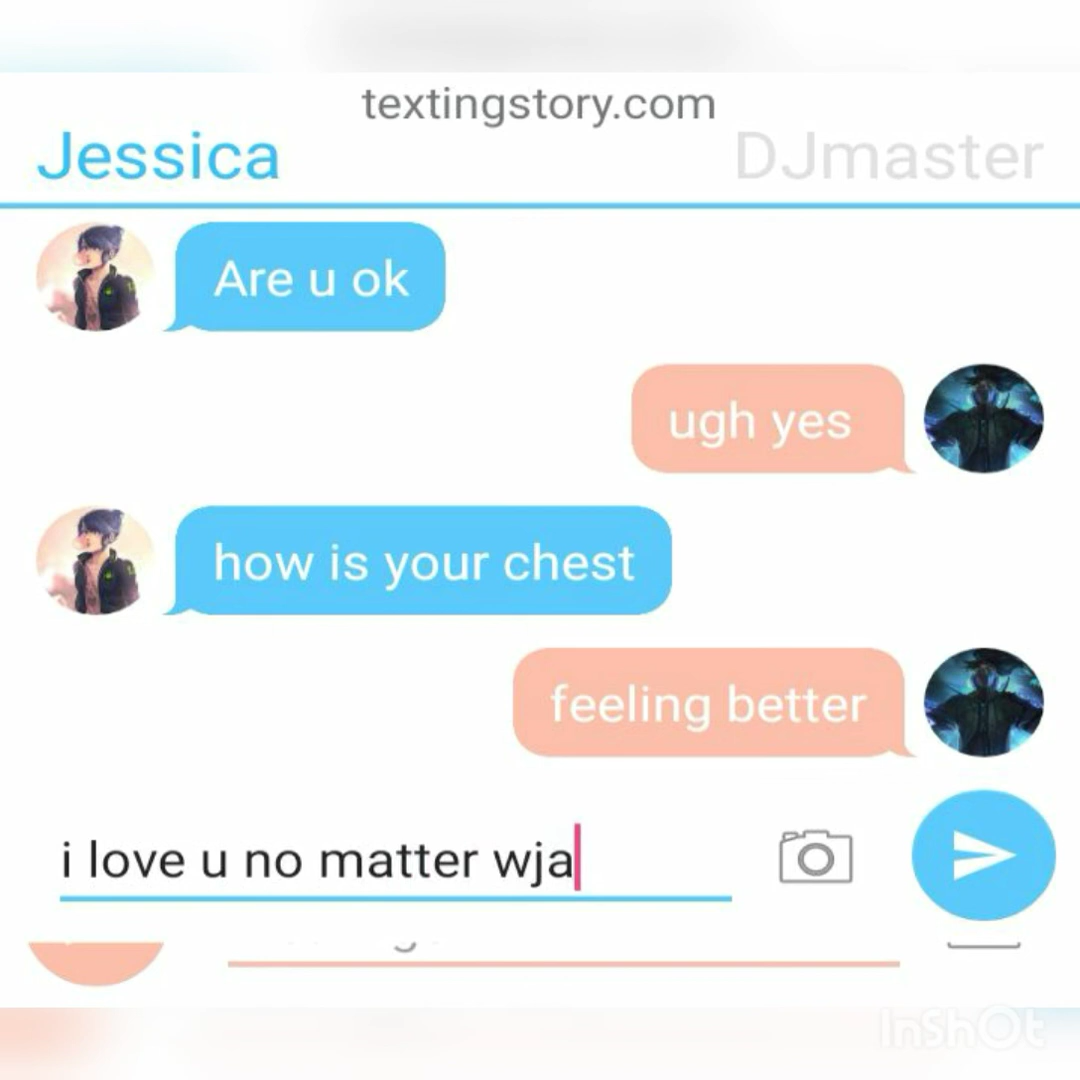 textingstory.com
Jessica
DJmaster
Are u ok
ugh yes
how is your chest
feeling better
i love u no matter wja
InShOt